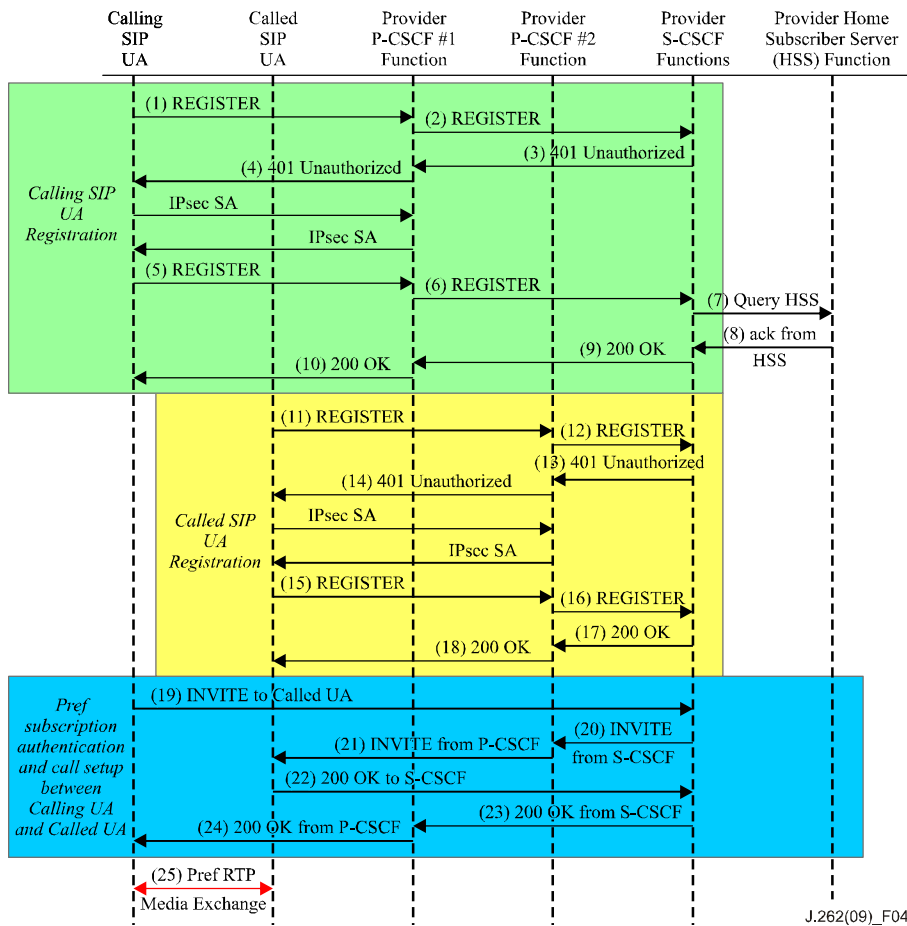 Calling
SIP
UA
Called
SIP
UA
Provider
P-CSCF #1
Function
Provider
P-CSCF #2
Function
Provider
S-CSCF
Functions
Provider Home
Subscriber Server
(HSS) Function
(1) REGISTER
(2) REGISTER
(3) 401 Unauthorized
(4) 401 Unauthorized
Calling SIP
UA
Registration
IPsec SA
IPsec SA
(5) REGISTER
(6) REGISTER
(7) Query HSS
(8) ack from
HSS
(9) 200 OK
(10) 200 OK
(11) REGISTER
(12) REGISTER
(13) 401 Unauthorized
(14) 401 Unauthorized
Called SIP
UA
Registration
IPsec SA
IPsec SA
(15) REGISTER
(16) REGISTER
(17) 200 OK
(18) 200 OK
Pref
subscription
authentication
and call setup
between
Calling UA
and Called UA
(19) INVITE to Called UA
(20) INVITE
from S-CSCF
(21) INVITE from P-CSCF
(22) 200 OK to S-CSCF
(23) 200 OK from S-CSCF
(24) 200 OK from P-CSCF
(25) Pref RTP
Media Exchange
J.262(09)_F04